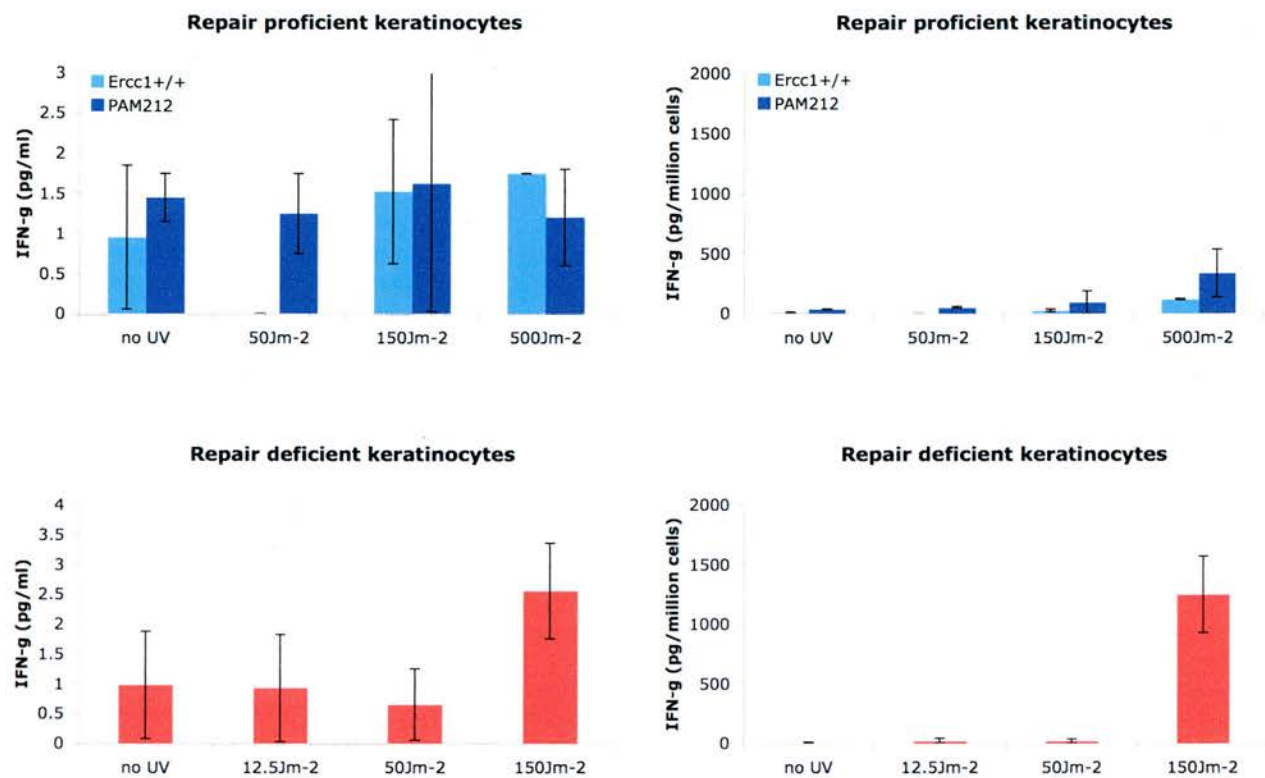 Repair proficient keratinocytes
3
2.5
2
1.5
1
0.5
0
IFN-g (pg/ml)
Ercc1+/+
PAM212
no UV 50Jm-2 150Jm-2 500Jm-2
Repair proficient keratinocytes
2000
1500
1000
500
0
IFN-g (pg/million cells)
Ercc1+/+
PAM212
no UV 50Jm-2 150Jm-2 500Jm-2
Repair deficient keratinocytes
4
3.5
3
2.5
2
1.5
1
0.5
0
IFN-g (pg/ml)
no UV 12.5Jm-2 50Jm-2 150Jm-2
Repair deficient keratinocytes
2000
1500
1000
500
0
IFN-g (pg/million cells)
no UV 12.5Jm-2 50Jm-2 150Jm-2